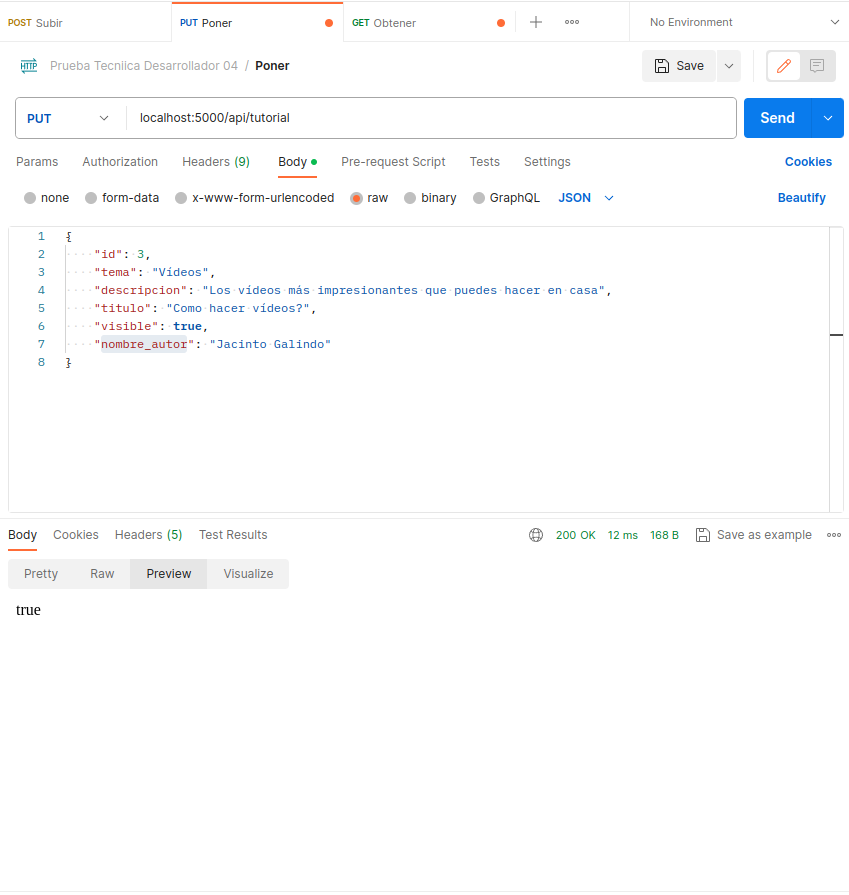 POST Subir PUT Poner GET Obtener No Environment
HTTP Prueba Tecniica Desarrollador 04 / Poner Save
PUT localhost:5000/api/tutorial Send
Params Authorization Headers (9) Body Pre-request Script Tests Settings Cookies
none form-data x-www-form-urlencoded raw binary GraphQL JSON Beautify
1 {
2 "id": 3,
3 "tema": "Vídeos",
4 "descripcion": "Los vídeos más impresionantes que puedes hacer en casa",
5 "titulo": "Como hacer vídeos?",
6 "visible": true,
7 "nombre_autor": "Jacinto Galindo"
8 }
Body Cookies Headers (5) Test Results 200 OK 12 ms 168 B Save as example
Pretty Raw Preview Visualize
true